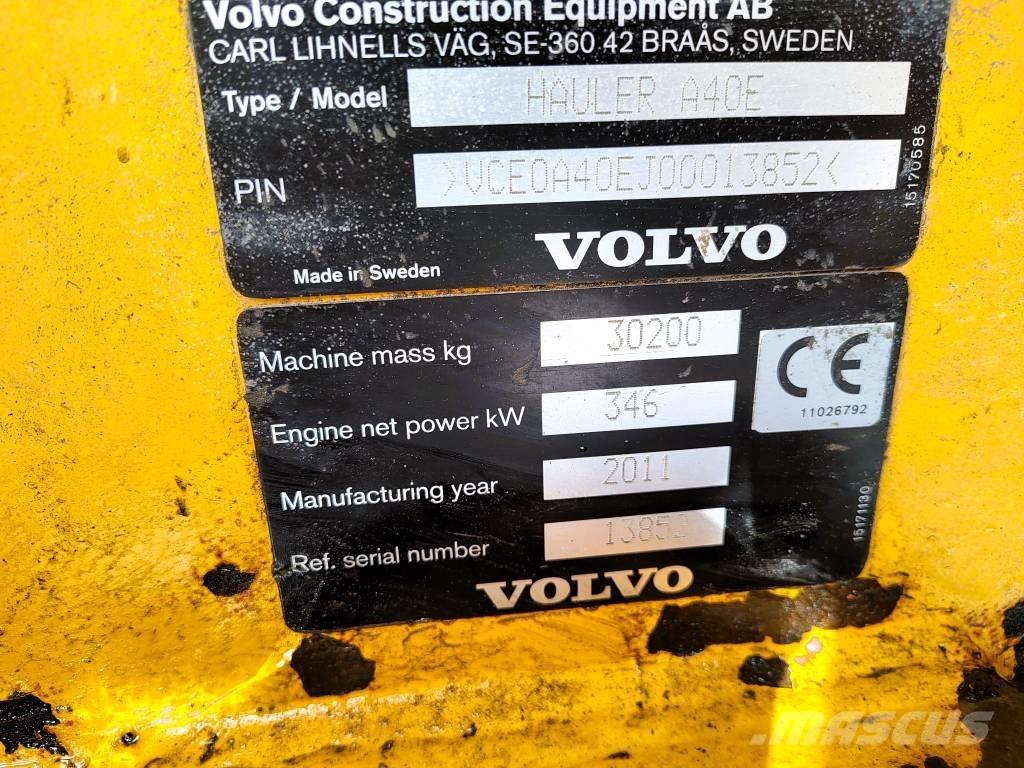 Volvo Construction Equipment AB
CARL LIHNELLS VÄG, SE-360 42 BRAÅS, SWEDEN
Type / Model HAULER A40E
PIN >VCE0A40EJ00013852<
15170585
VOLVO
Made in Sweden
Machine mass kg 30200
CE
11026792
Engine net power kW 346
Manufacturing year 2011
Ref. serial number 13852
15171130
VOLVO
MASCUS